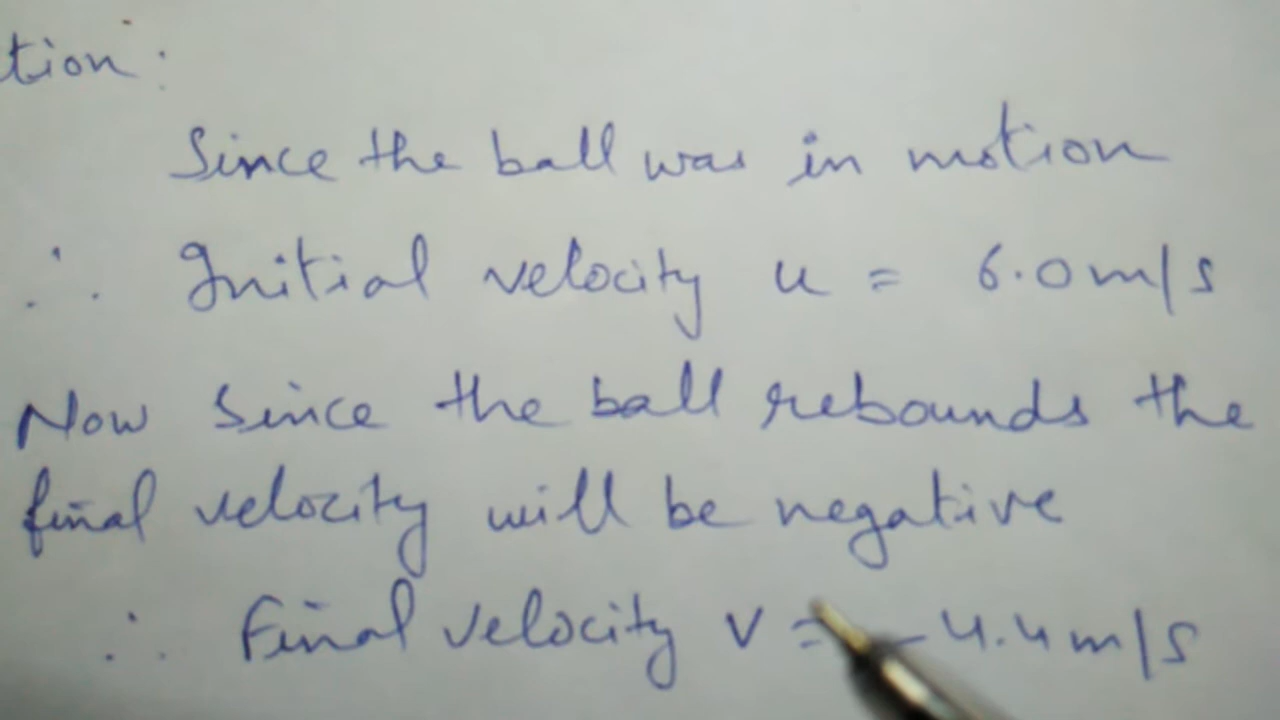 tion:
Since the ball was in motion
∴ Initial velocity u = 6.0 m/s
Now since the ball rebounds the
final velocity will be negative
∴ Final velocity v = -4.4 m/s